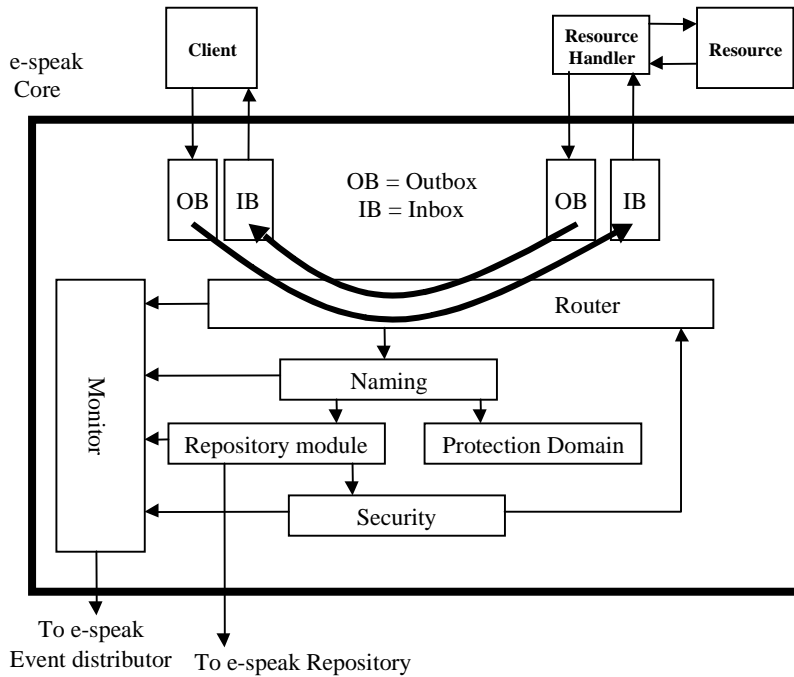 Client
Resource
Handler
Resource
e-speak
Core
OB
IB
OB = Outbox
IB = Inbox
OB
IB
Router
Monitor
Naming
Repository module
Protection Domain
Security
To e-speak
Event distributor
To e-speak Repository